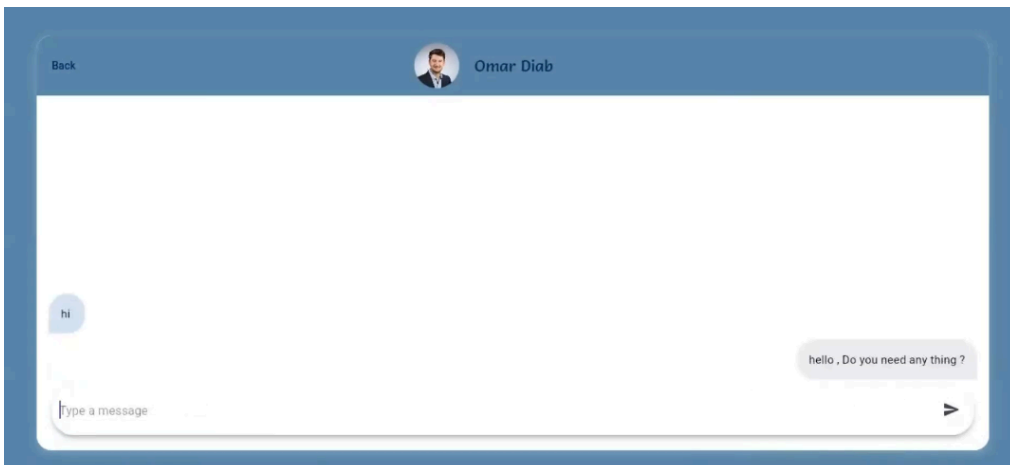 Back
Omar Diab
hi
hello , Do you need any thing ?
Type a message